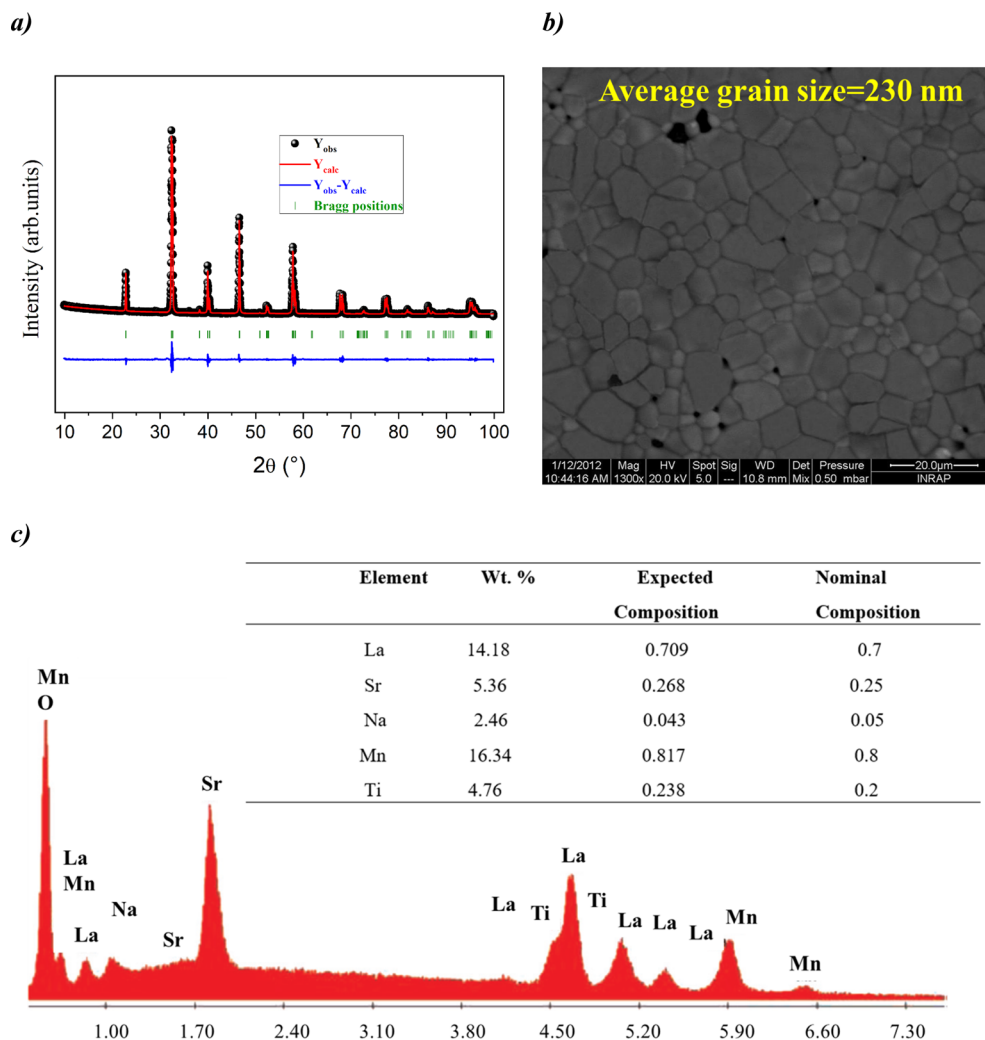 a)
b)
Intensity (arb.units)
Yobs
Ycalc
Yobs-Ycalc
Bragg positions
10 20 30 40 50 60 70 80 90 100
2θ (°)
Average grain size=230 nm
1/12/2012 Mag HV Spot Sig WD Det Pressure 20.0µm
10:44:16 AM 1300x 20.0 kV 5.0 --- 10.8 mm Mix 0.50 mbar INRAP
c)
Element Wt. % Expected Nominal
Composition Composition
La 14.18 0.709 0.7
Sr 5.36 0.268 0.25
Na 2.46 0.043 0.05
Mn 16.34 0.817 0.8
Ti 4.76 0.238 0.2
Mn
O
La
Mn
La
Na
Sr
Sr
La
Ti
La
Ti
La
La
La
Mn
Mn
1.00 1.70 2.40 3.10 3.80 4.50 5.20 5.90 6.60 7.30